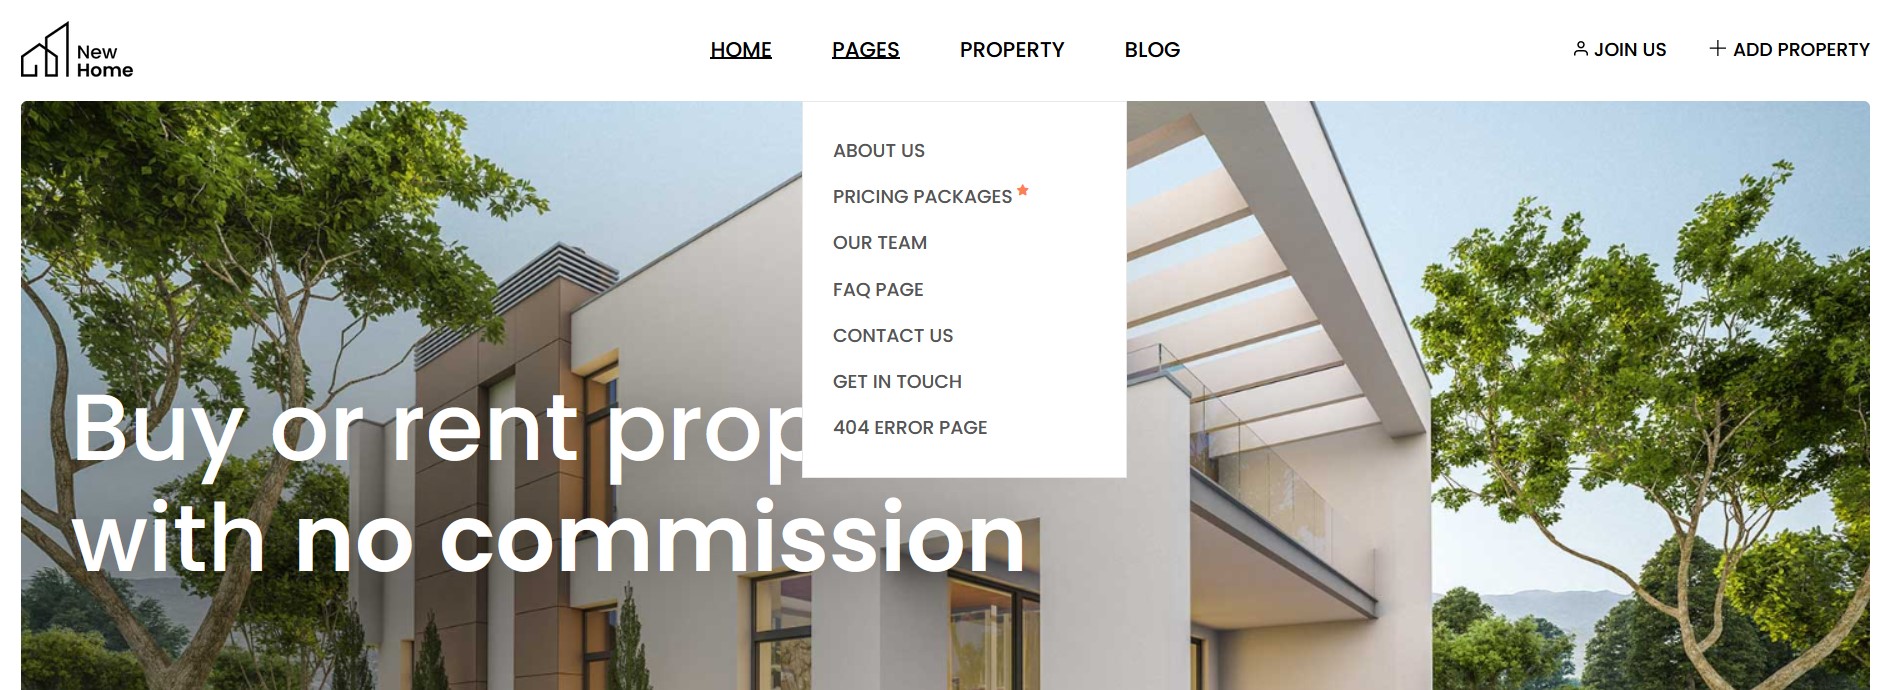 New
Home
HOME PAGES PROPERTY BLOG
JOIN US ADD PROPERTY
ABOUT US
PRICING PACKAGES
OUR TEAM
FAQ PAGE
CONTACT US
GET IN TOUCH
404 ERROR PAGE
Buy or rent prop
with no commission